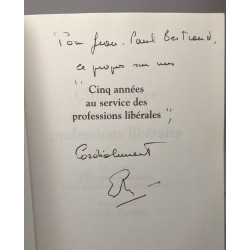 "Pour Jean-Paul Bertrand,
ce propos sur mes
"Cinq années
au service des
professions libérales",
Cordialement